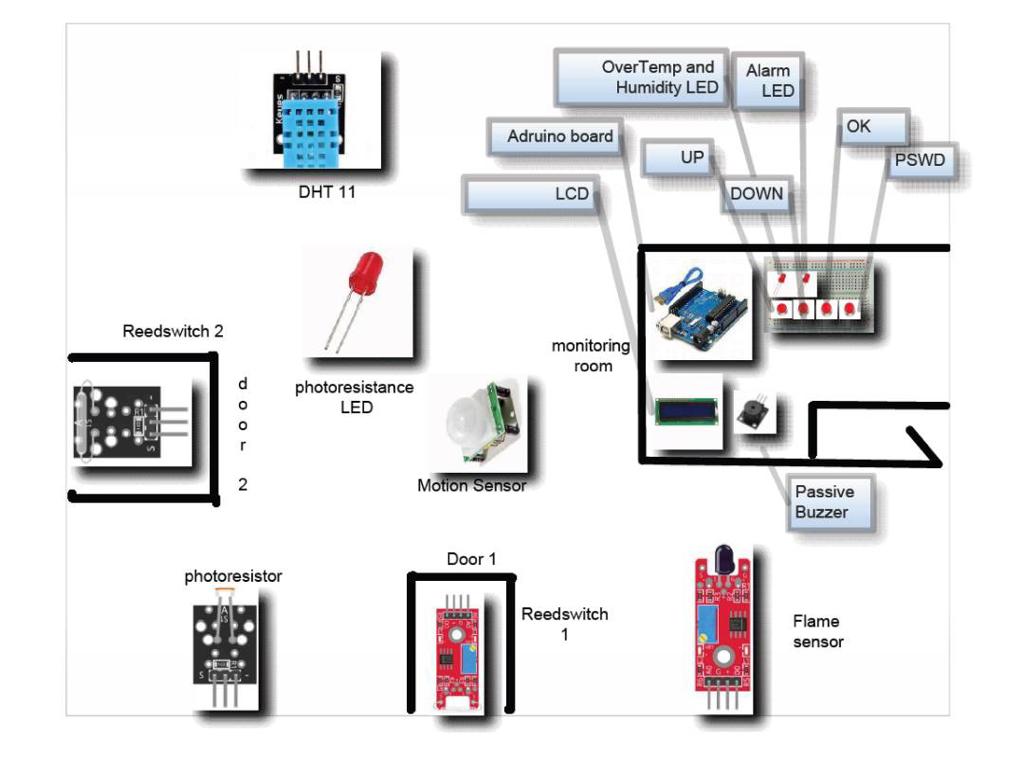 OverTemp and
Humidity LED
Alarm
LED
OK
Adruino board
UP
PSWD
LCD
DOWN
Keyes
S
DHT 11
Reedswitch 2
monitoring
room
photoresistance
LED
d
o
o
r
2
S
Motion Sensor
Passive
Buzzer
photoresistor
Door 1
Reedswitch
1
Flame
sensor
S